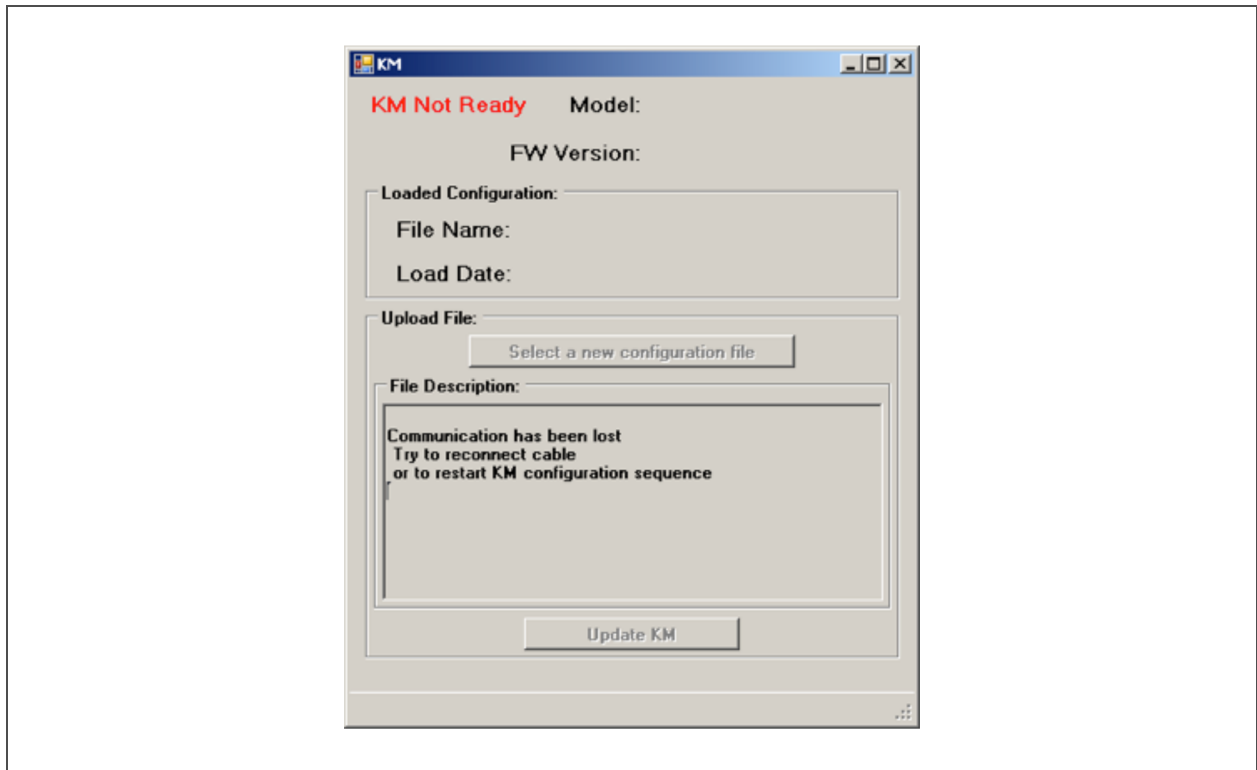 KM
KM Not Ready Model:
FW Version:
Loaded Configuration:
File Name:
Load Date:
Upload File:
Select a new configuration file
File Description:
Communication has been lost
Try to reconnect cable
or to restart KM configuration sequence
Update KM